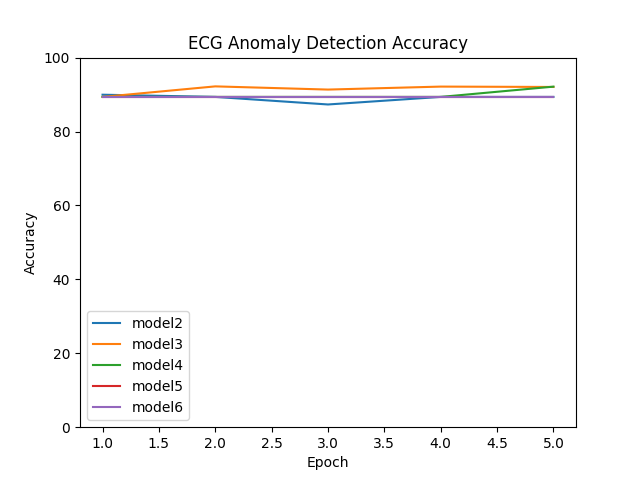 ECG Anomaly Detection Accuracy
100
80
60
40
20
0
Accuracy
model2
model3
model4
model5
model6
1.0 1.5 2.0 2.5 3.0 3.5 4.0 4.5 5.0
Epoch